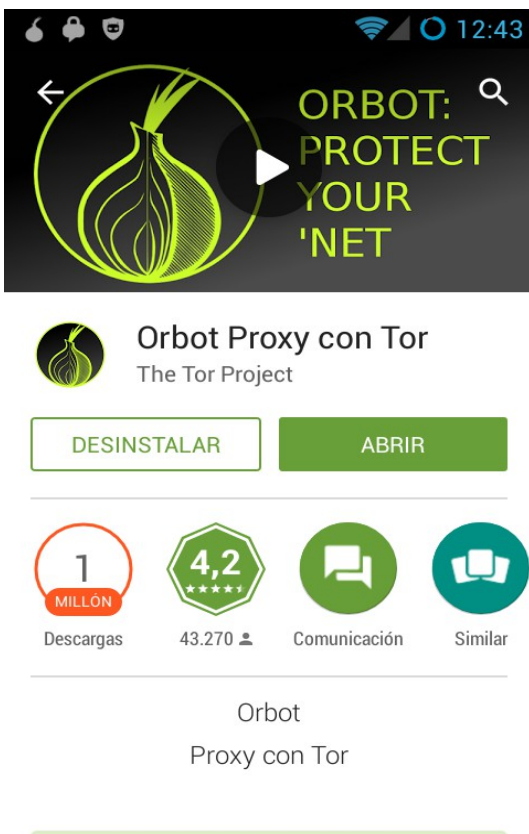 12:43
ORBOT:
PROTECT
YOUR
'NET
Orbot Proxy con Tor
The Tor Project
DESINSTALAR
ABRIR
1
MILLÓN
4,2
Descargas
43.270
Comunicación
Similar
Orbot
Proxy con Tor